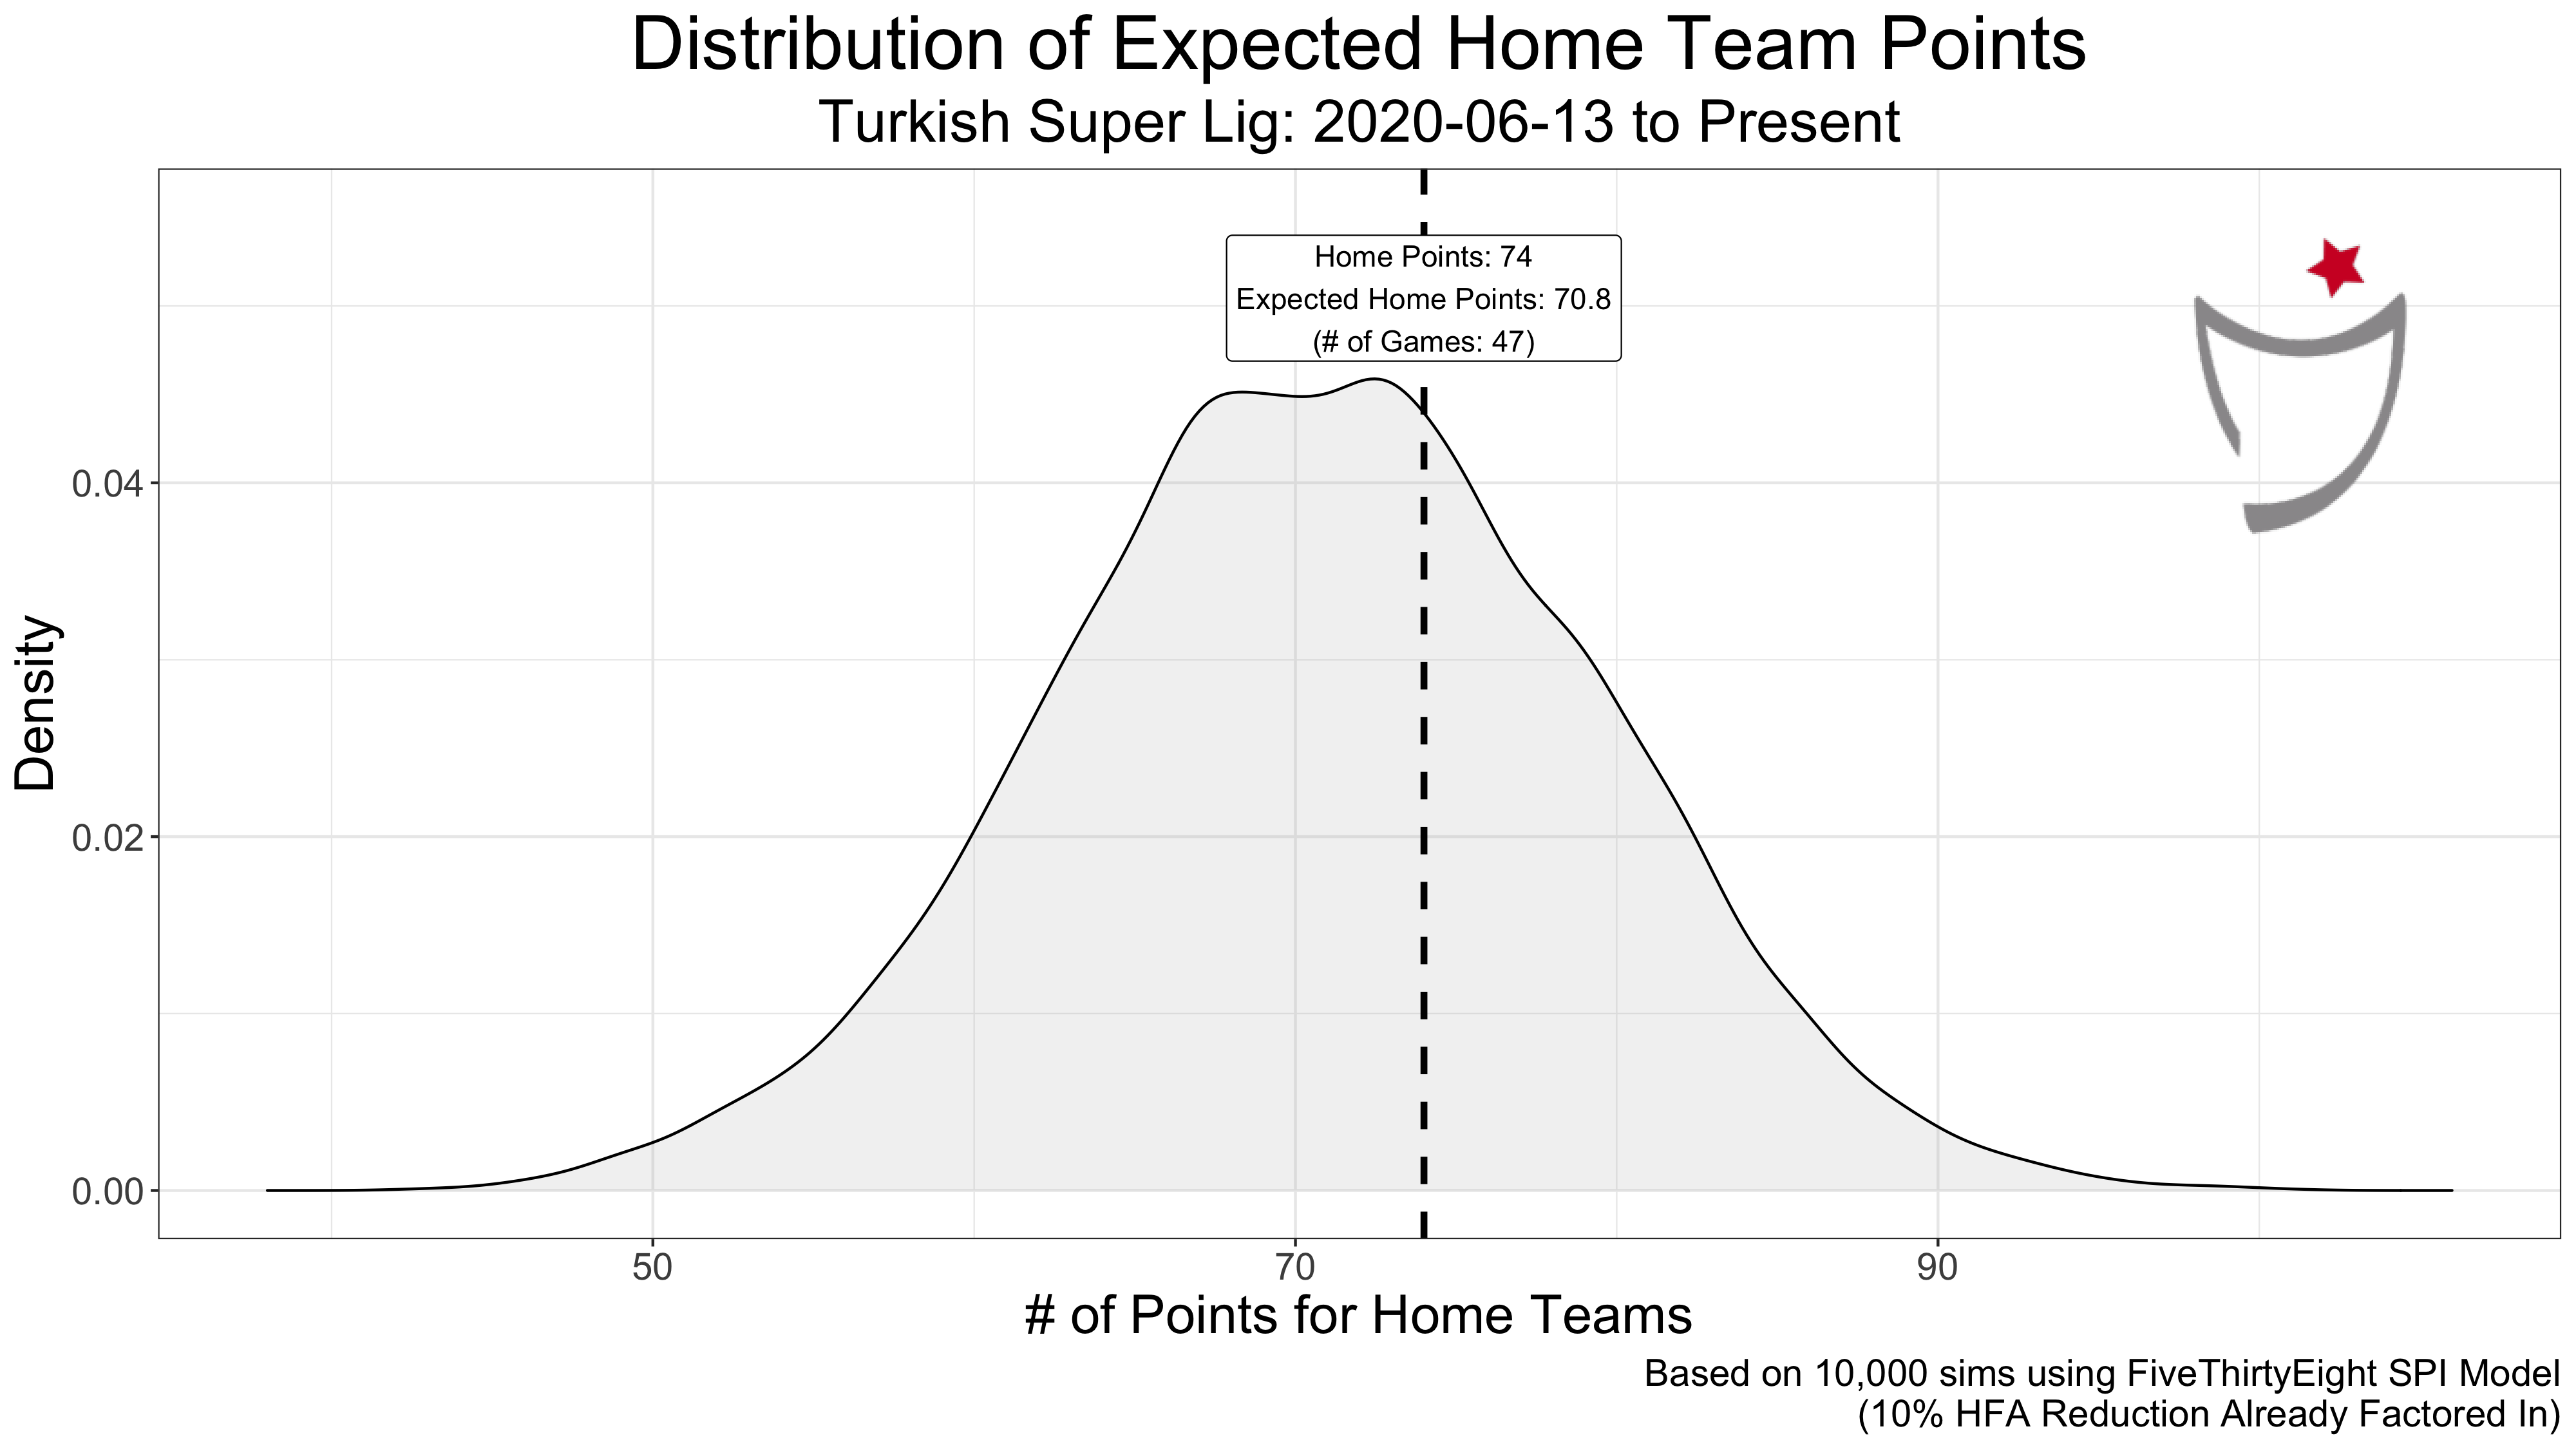 Distribution of Expected Home Team Points
Turkish Super Lig: 2020-06-13 to Present
Home Points: 74
Expected Home Points: 70.8
(# of Games: 47)
Density
0.04
0.02
0.00
50
70
90
# of Points for Home Teams
Based on 10,000 sims using FiveThirtyEight SPI Model
(10% HFA Reduction Already Factored In)